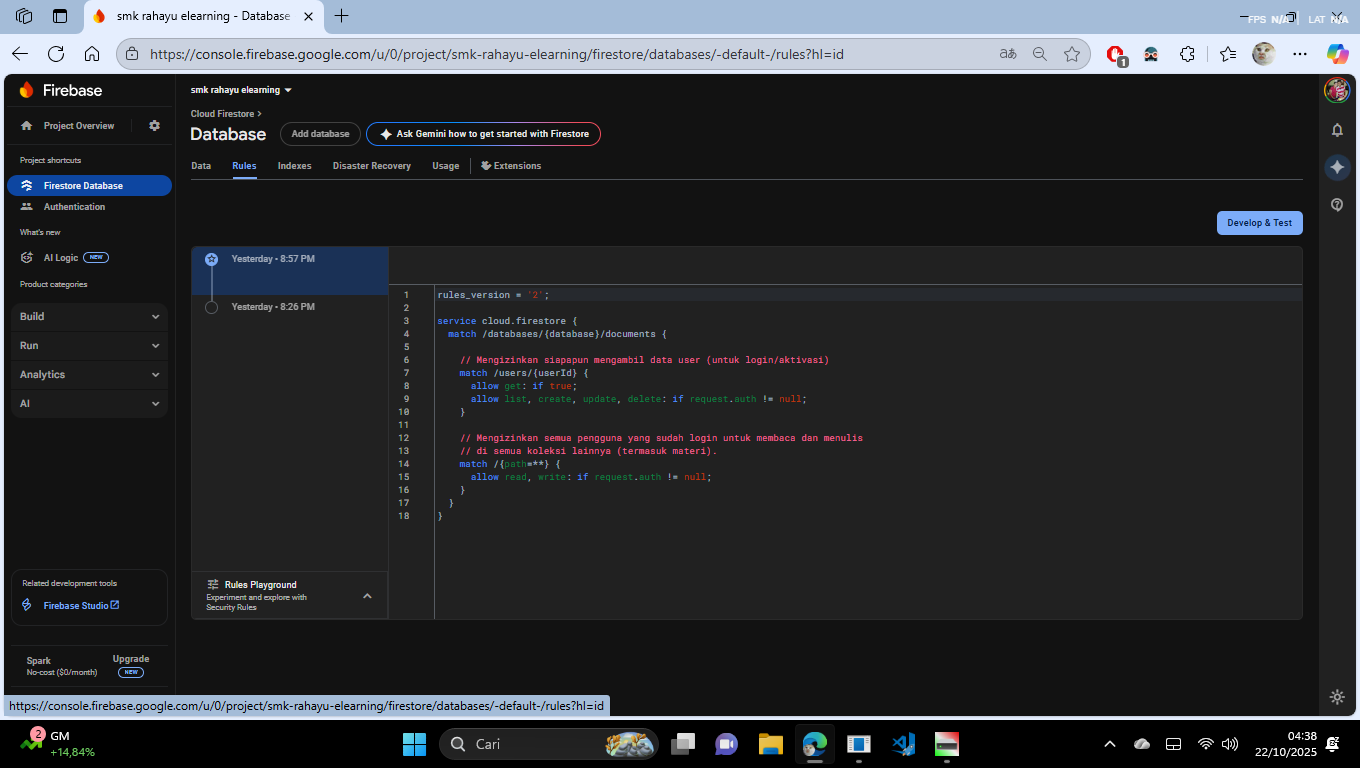 smk rahayu elearning - Database
FPS N/A LAT N/A
https://console.firebase.google.com/u/0/project/smk-rahayu-elearning/firestore/databases/-default-/rules?hl=id
aあ
1
Firebase
smk rahayu elearning
Project Overview
Cloud Firestore
Database
Add database
Ask Gemini how to get started with Firestore
Project shortcuts
Data Rules Indexes Disaster Recovery Usage Extensions
Firestore Database
Authentication
What's new
AI Logic NEW
Product categories
Build
Run
Analytics
AI
Develop & Test
Yesterday • 8:57 PM
Yesterday • 8:26 PM
1 rules_version = '2';
2
3 service cloud.firestore {
4 match /databases/{database}/documents {
5
6 // Mengizinkan siapapun mengambil data user (untuk login/aktivasi)
7 match /users/{userId} {
8 allow get: if true;
9 allow list, create, update, delete: if request.auth != null;
10 }
11
12 // Mengizinkan semua pengguna yang sudah login untuk membaca dan menulis
13 // di semua koleksi lainnya (termasuk materi).
14 match /{path=**} {
15 allow read, write: if request.auth != null;
16 }
17 }
18 }
Rules Playground
Experiment and explore with
Security Rules
Related development tools
Firebase Studio
Spark
No-cost ($0/month)
Upgrade
NEW
https://console.firebase.google.com/u/0/project/smk-rahayu-elearning/firestore/databases/-default-/rules?hl=id
2
GM
+14,84%
Cari
04:38
22/10/2025